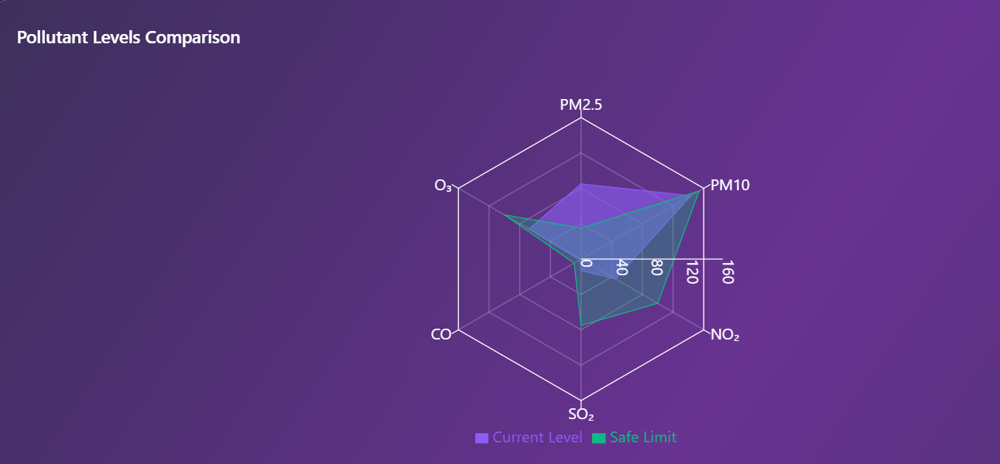 Pollutant Levels Comparison
PM2.5
O₃
PM10
0
40
80
120
160
CO
NO₂
SO₂
Current Level
Safe Limit